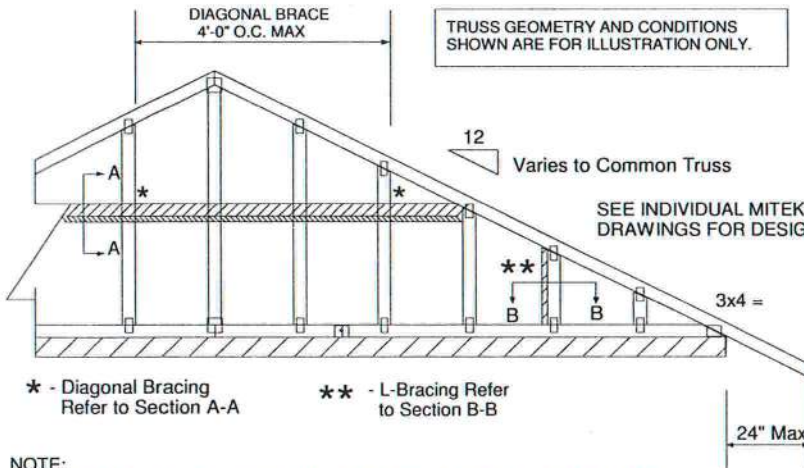 DIAGONAL BRACE
4'-0" O.C. MAX
TRUSS GEOMETRY AND CONDITIONS
SHOWN ARE FOR ILLUSTRATION ONLY.
12
Varies to Common Truss
A
*
*
SEE INDIVIDUAL MITEK
DRAWINGS FOR DESIG
A
**
B
B
3x4 =
* - Diagonal Bracing
Refer to Section A-A
** - L-Bracing Refer
to Section B-B
24" Max
NOTE: